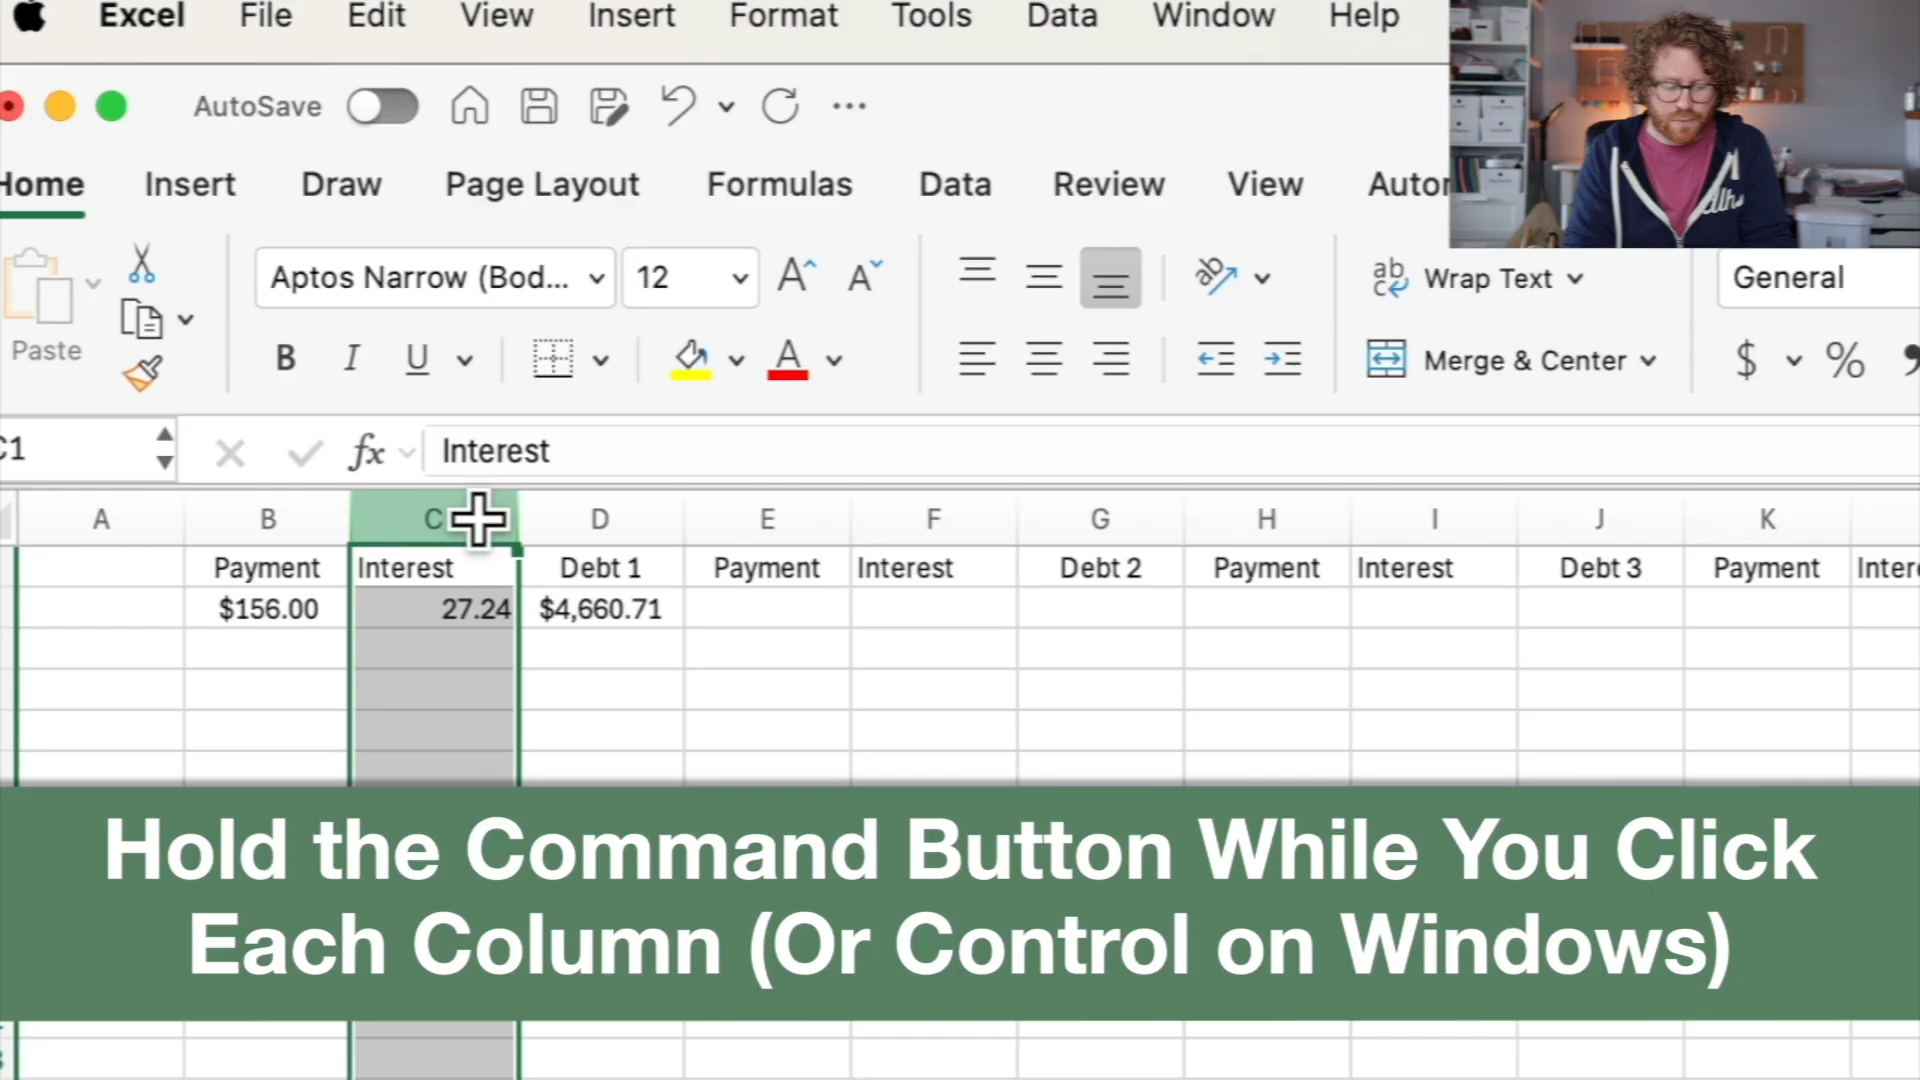 Excel File Edit View Insert Format Tools Data Window Help
AutoSave
Home Insert Draw Page Layout Formulas Data Review View
Aptos Narrow (Bod... 12 A A ab ab Wrap Text General
Paste B I U A c Merge & Center $ %
C1 fx Interest
A B C D E F G H I J K
Payment Interest Debt 1 Payment Interest Debt 2 Payment Interest Debt 3 Payment
$156.00 27.24 $4,660.71
Hold the Command Button While You Click
Each Column (Or Control on Windows)